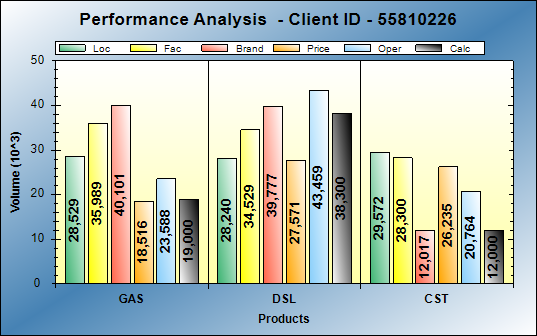 Performance Analysis - Client ID - 55810226
Loc Fac Brand Price Oper Calc
Volume (10^3)
50
40
30
20
10
0
28,529 35,989 40,101 18,516 23,588 19,000
28,240 34,529 39,777 27,571 43,459 38,300
29,572 28,300 12,017 26,235 20,764 12,000
GAS DSL CST
Products